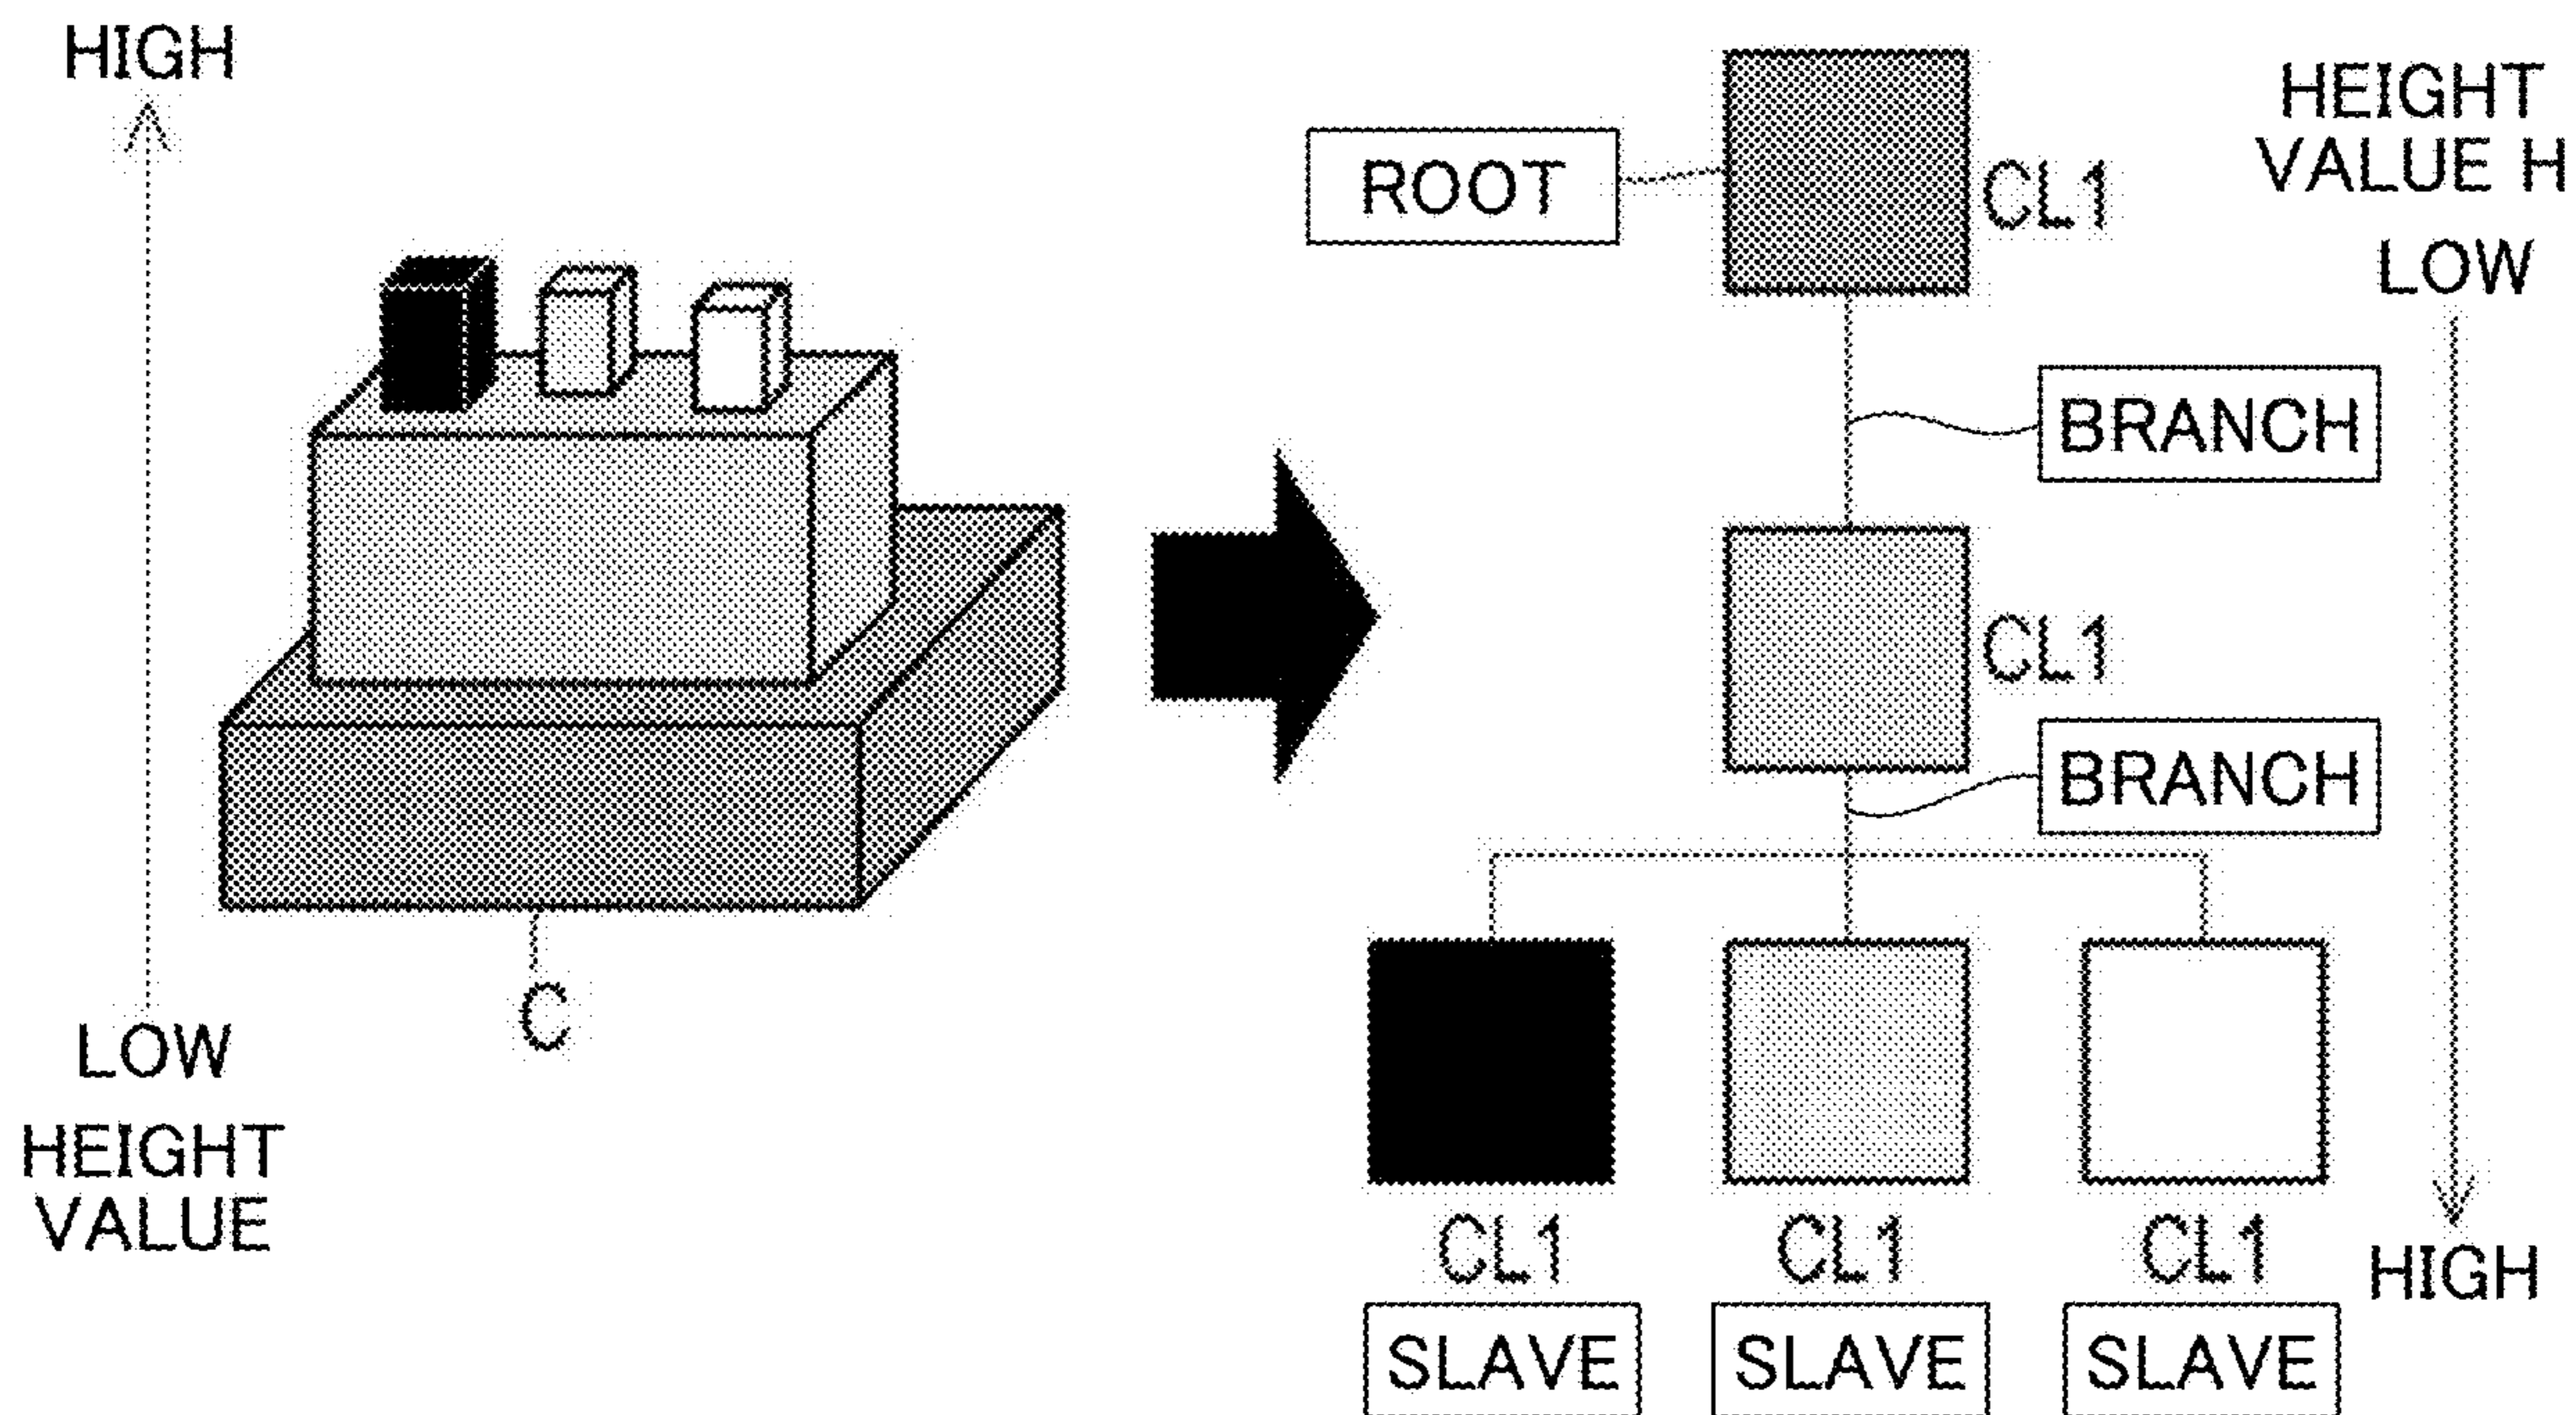 HIGH
LOW
HEIGHT
VALUE
C
ROOT
CL1
HEIGHT
VALUE H
LOW
BRANCH
CL1
BRANCH
CL1
CL1
CL1
HIGH
SLAVE
SLAVE
SLAVE